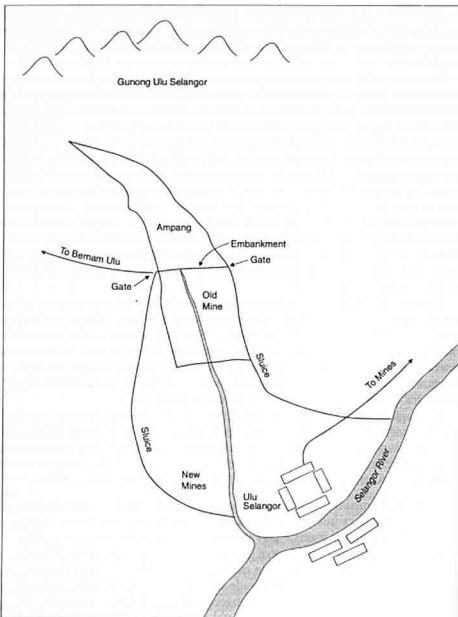 Gunong Ulu Selangor
Ampang
To Bernam Ulu
Embankment
Gate
Gate
Old
Mine
Sluice
To Mines
Sluice
New
Mines
Ulu
Selangor
Selangor River